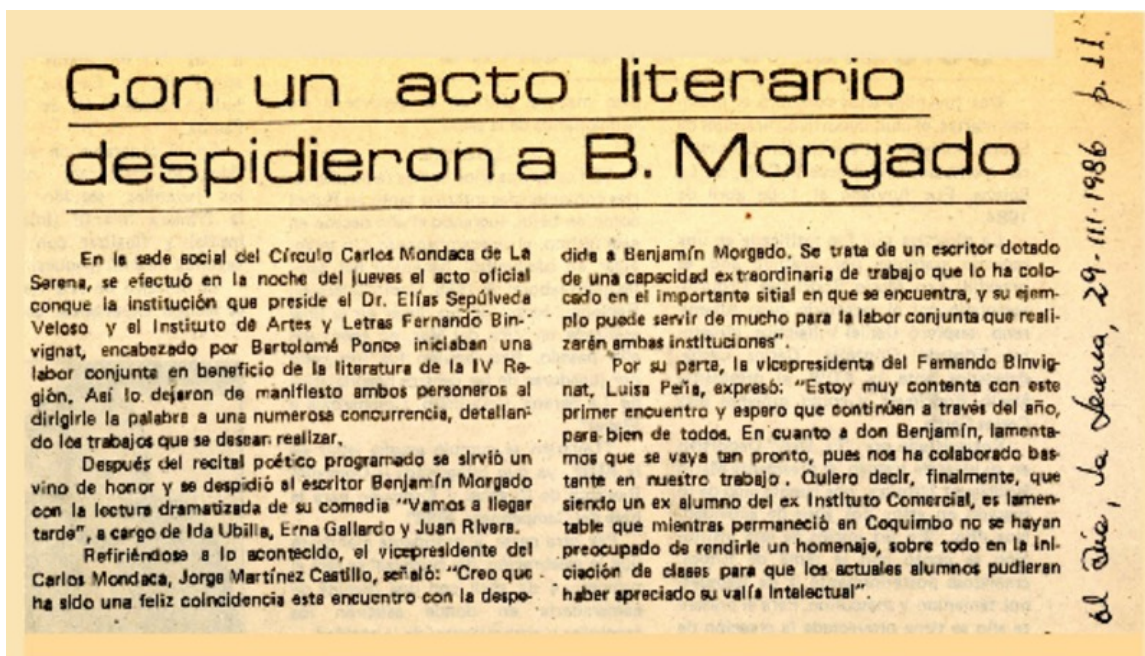 Con un acto literario
despidieron a B. Morgado
En la sede social del Círculo Carlos Mondaca de La
Serena, se efectuó en la noche del jueves el acto oficial
conque la institución que preside el Dr. Elías Sepúlveda
Veloso y el Instituto de Artes y Letras Fernando Bin-
vignat, encabezado por Bartolomé Ponce iniciaban una
labor conjunta en beneficio de la literatura de la IV Re-
gión. Así lo dejaron de manifiesto ambos personeros al
dirigirle la palabra a una numerosa concurrencia, detallan-
do los trabajos que se desean realizar.
Después del recital poético programado se sirvió un
vino de honor y se despidió al escritor Benjamín Morgado
con la lectura dramatizada de su comedia "Vamos a llegar
tarde", a cargo de Ida Ubilla, Erna Gallardo y Juan Rivera.
Refiriéndose a lo acontecido, el vicepresidente del
Carlos Mondaca, Jorge Martínez Castillo, señaló: "Creo que
ha sido una feliz coincidencia este encuentro con la despe-
dida a Benjamín Morgado. Se trata de un escritor dotado
de una capacidad extraordinaria de trabajo que lo ha colo-
cado en el importante sitial en que se encuentra, y su ejem-
plo puede servir de mucho para la labor conjunta que reali-
zarán ambas instituciones".
Por su parte, la vicepresidenta del Fernando Binvig-
nat, Luisa Peña, expresó: "Estoy muy contenta con este
primer encuentro y espero que continúen a través del año,
para bien de todos. En cuanto a don Benjamín, lamenta-
mos que se vaya tan pronto, pues nos ha colaborado bas-
tante en nuestro trabajo. Quiero decir, finalmente, que
siendo un ex alumno del ex Instituto Comercial, es lamen-
table que mientras permaneció en Coquimbo no se hayan
preocupado de rendirle un homenaje, sobre todo en la ini-
ciación de clases para que los actuales alumnos pudieran
haber apreciado su valía intelectual".
El Día, La Serena, 29-III-1986 p. 11.